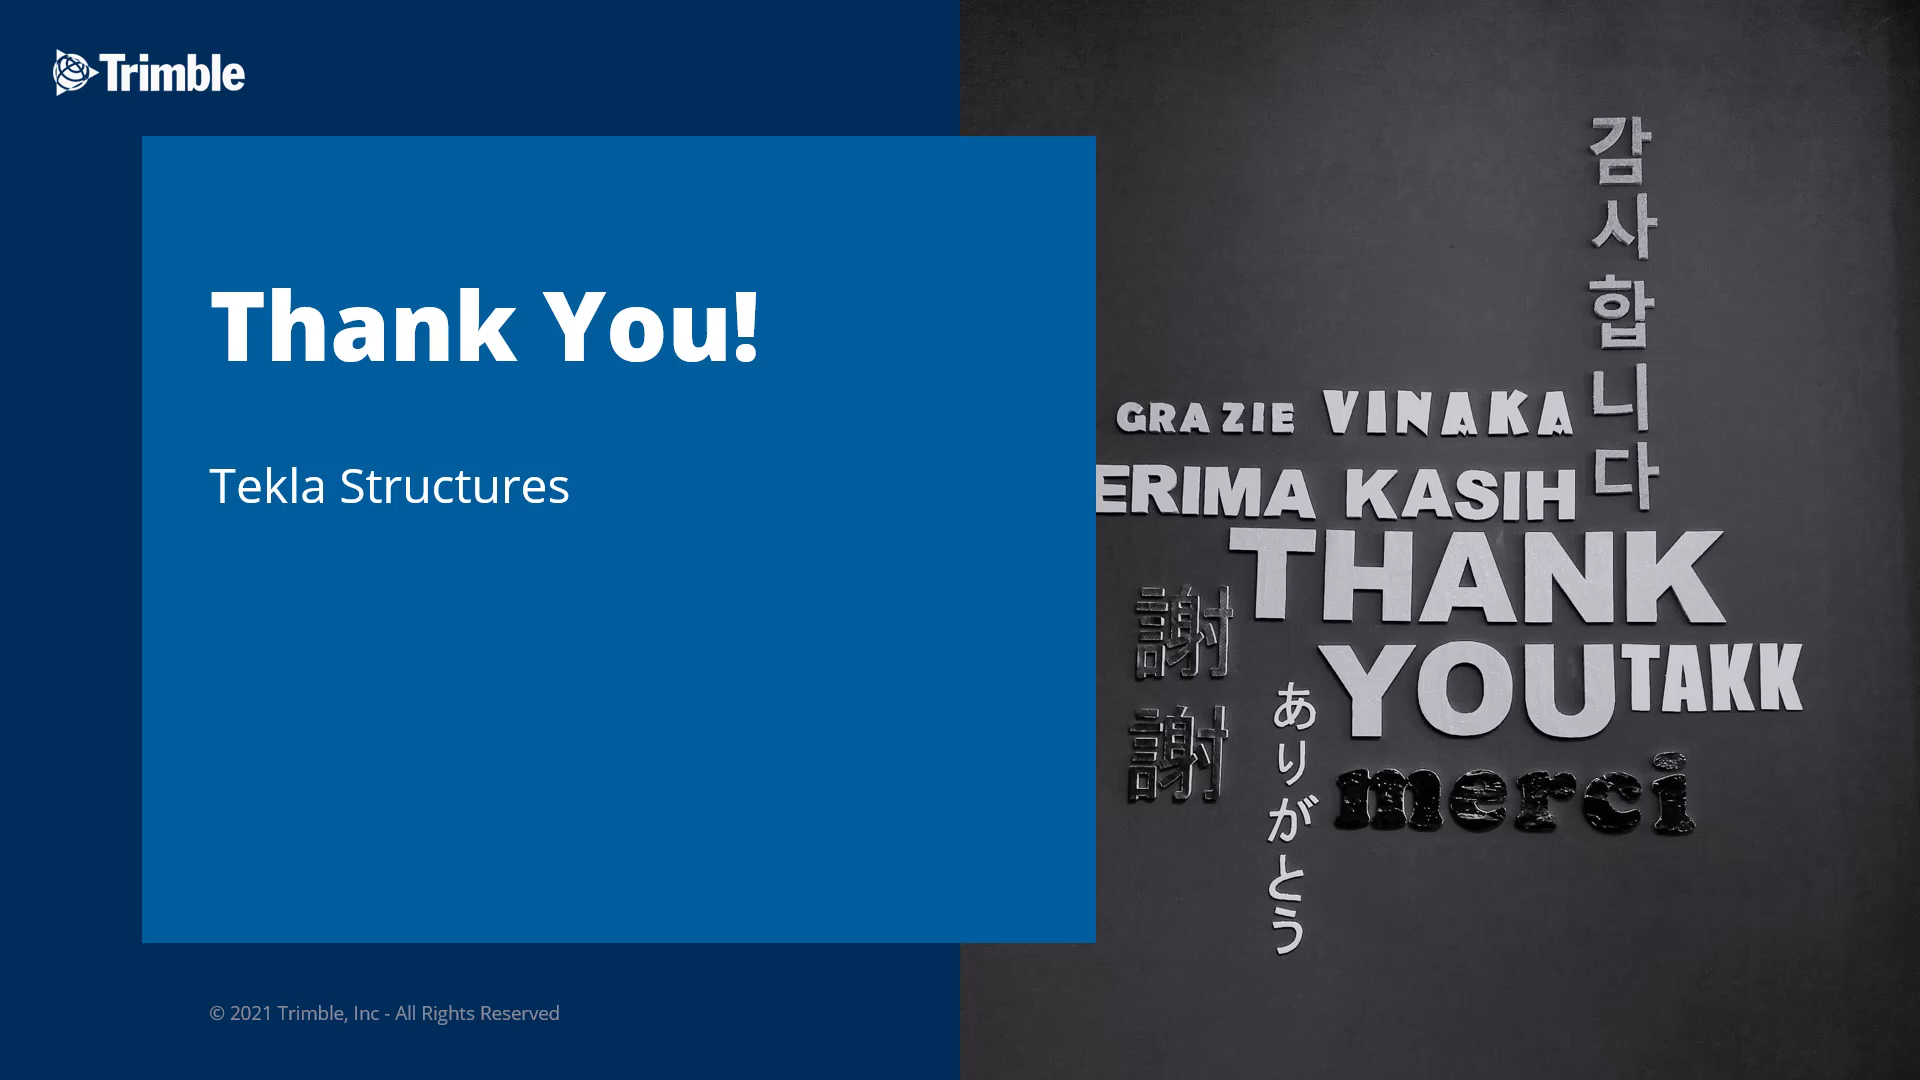 Trimble
Thank You!
Tekla Structures
© 2021 Trimble, Inc - All Rights Reserved
감사합니다
GRAZIE VINAKA
ERIMA KASIH
THANK
YOU TAKK
謝謝
ありがとう
merci